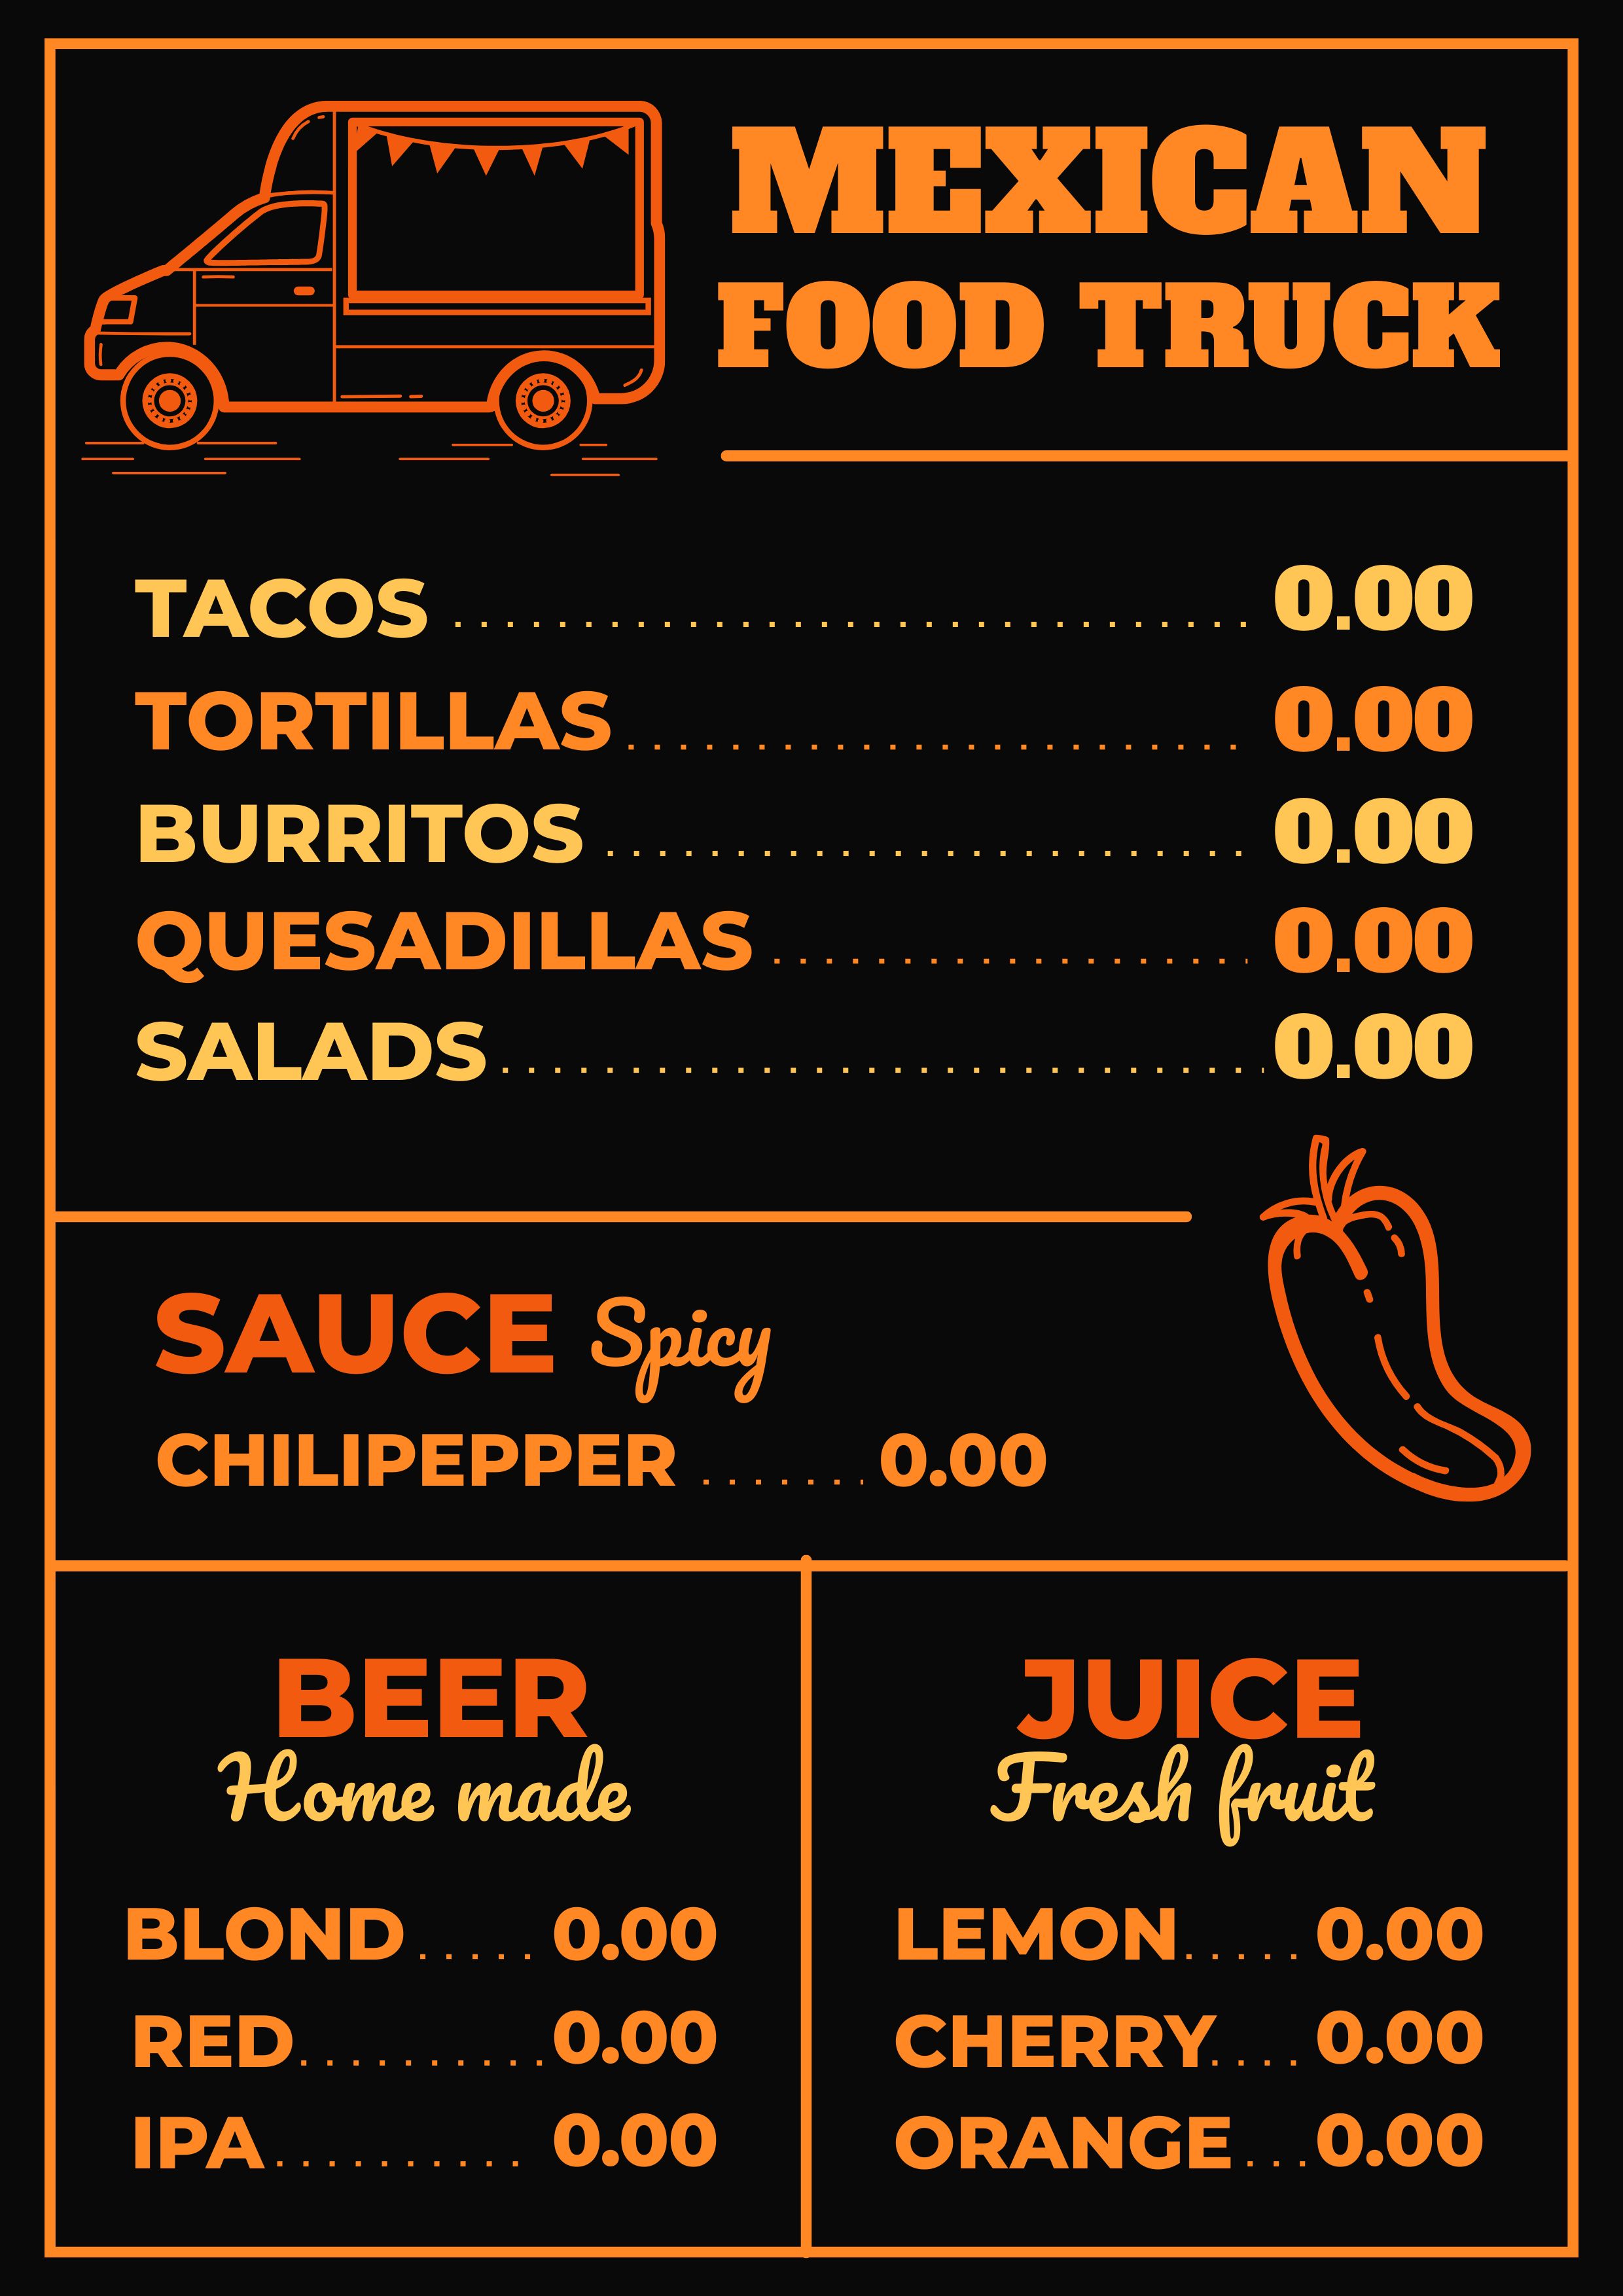 MEXICAN
FOOD TRUCK
TACOS ............................... 0.00
TORTILLAS ........................ 0.00
BURRITOS ......................... 0.00
QUESADILLAS ................... 0.00
SALADS .............................. 0.00
SAUCE Spicy
CHILIPEPPER ....... 0.00
BEER
Home made
BLOND ..... 0.00
RED.......... 0.00
IPA .......... 0.00
JUICE
Fresh fruit
LEMON..... 0.00
CHERRY.... 0.00
ORANGE ... 0.00